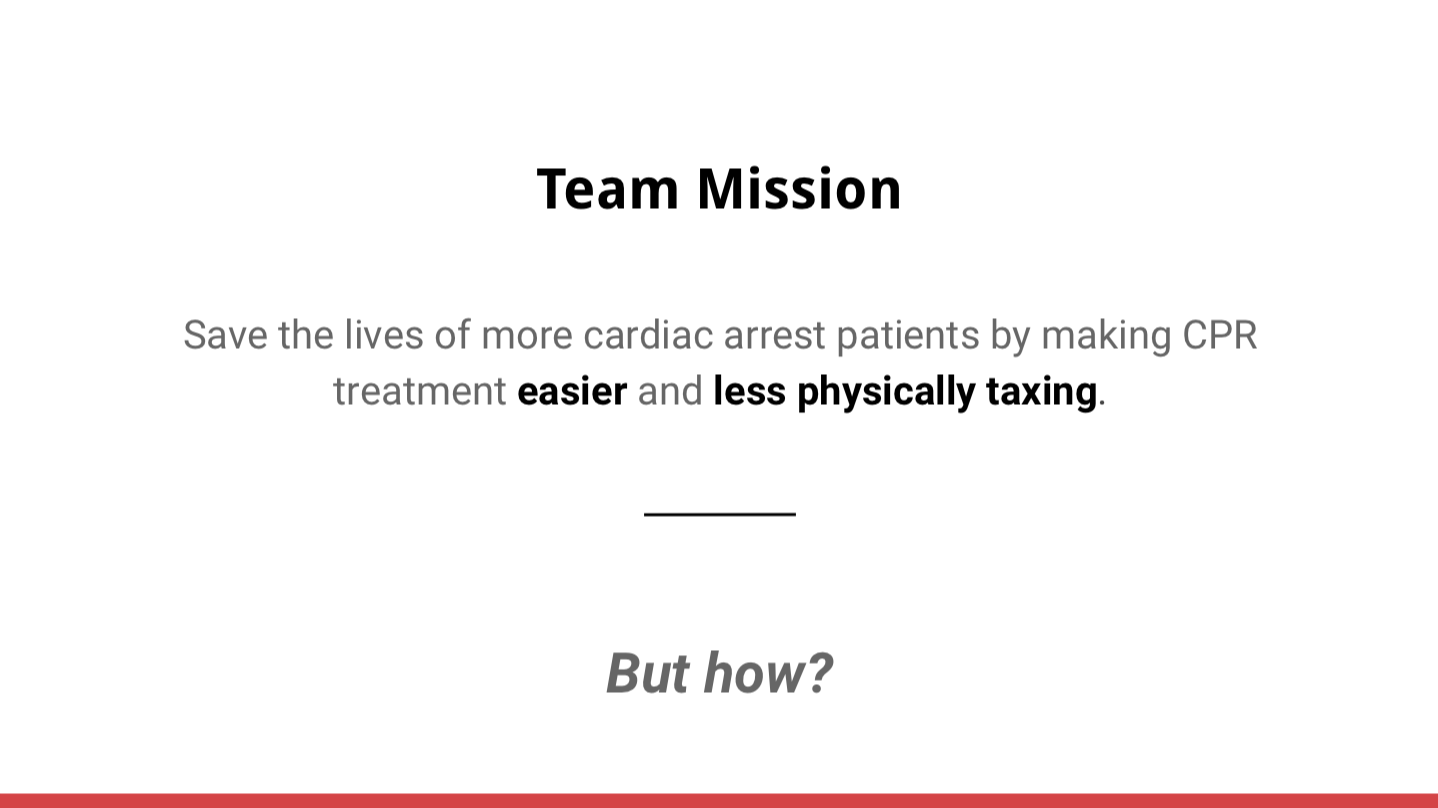 Team Mission
Save the lives of more cardiac arrest patients by making CPR
treatment easier and less physically taxing.
But how?